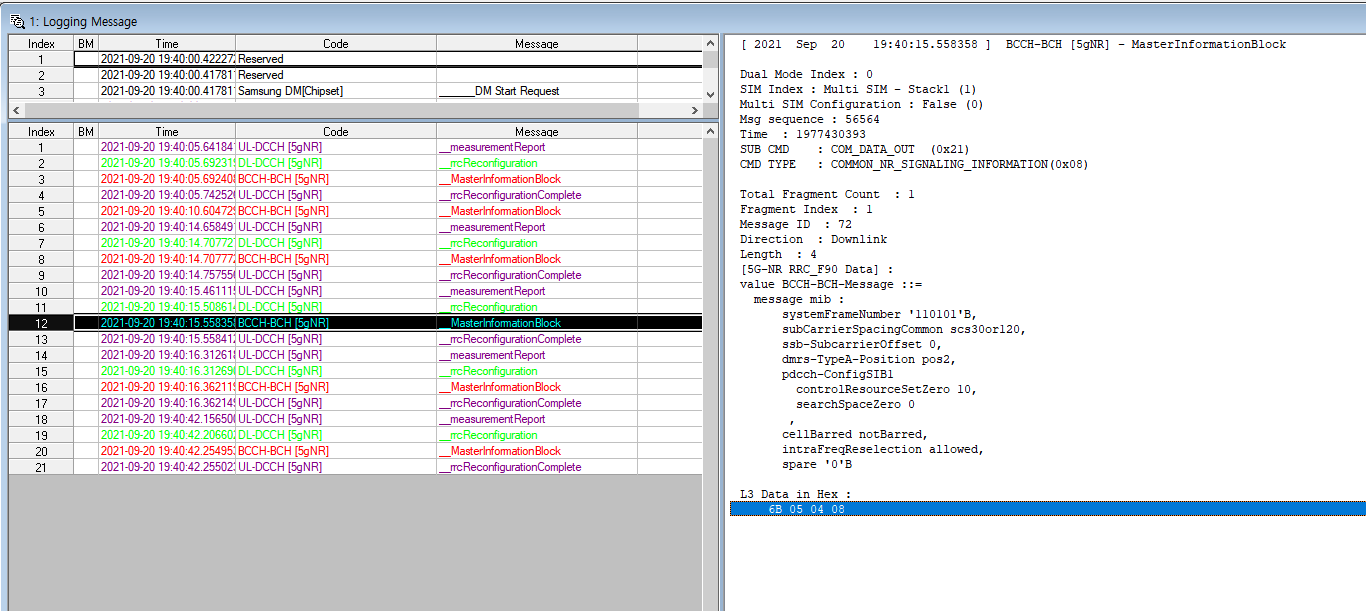 1: Logging Message
Index BM Time Code Message
1 2021-09-20 19:40:00.42227 Reserved
2 2021-09-20 19:40:00.41781 Reserved
3 2021-09-20 19:40:00.41781 Samsung DM[Chipset] ______DM Start Request
Index BM Time Code Message
1 2021-09-20 19:40:05.64184 UL-DCCH [5gNR] __measurementReport
2 2021-09-20 19:40:05.69231 DL-DCCH [5gNR] __rrcReconfiguration
3 2021-09-20 19:40:05.69240 BCCH-BCH [5gNR] __MasterInformationBlock
4 2021-09-20 19:40:05.74252 UL-DCCH [5gNR] __rrcReconfigurationComplete
5 2021-09-20 19:40:10.60472 BCCH-BCH [5gNR] __MasterInformationBlock
6 2021-09-20 19:40:14.65849 UL-DCCH [5gNR] __measurementReport
7 2021-09-20 19:40:14.70772 DL-DCCH [5gNR] __rrcReconfiguration
8 2021-09-20 19:40:14.70777 BCCH-BCH [5gNR] __MasterInformationBlock
9 2021-09-20 19:40:14.75755 UL-DCCH [5gNR] __rrcReconfigurationComplete
10 2021-09-20 19:40:15.46111 UL-DCCH [5gNR] __measurementReport
11 2021-09-20 19:40:15.50861 DL-DCCH [5gNR] __rrcReconfiguration
12 2021-09-20 19:40:15.55835 BCCH-BCH [5gNR] __MasterInformationBlock
13 2021-09-20 19:40:15.55841 UL-DCCH [5gNR] __rrcReconfigurationComplete
14 2021-09-20 19:40:16.31261 UL-DCCH [5gNR] __measurementReport
15 2021-09-20 19:40:16.31269 DL-DCCH [5gNR] __rrcReconfiguration
16 2021-09-20 19:40:16.36211 BCCH-BCH [5gNR] __MasterInformationBlock
17 2021-09-20 19:40:16.36214 UL-DCCH [5gNR] __rrcReconfigurationComplete
18 2021-09-20 19:40:42.15650 UL-DCCH [5gNR] __measurementReport
19 2021-09-20 19:40:42.20660 DL-DCCH [5gNR] __rrcReconfiguration
20 2021-09-20 19:40:42.25495 BCCH-BCH [5gNR] __MasterInformationBlock
21 2021-09-20 19:40:42.25502 UL-DCCH [5gNR] __rrcReconfigurationComplete
[ 2021 Sep 20 19:40:15.558358 ] BCCH-BCH [5gNR] - MasterInformationBlock
Dual Mode Index : 0
SIM Index : Multi SIM - Stack1 (1)
Multi SIM Configuration : False (0)
Msg sequence : 56564
Time : 1977430393
SUB CMD : COM_DATA_OUT (0x21)
CMD TYPE : COMMON_NR_SIGNALING_INFORMATION(0x08)
Total Fragment Count : 1
Fragment Index : 1
Message ID : 72
Direction : Downlink
Length : 4
[5G-NR RRC_F90 Data] :
value BCCH-BCH-Message ::=
message mib :
systemFrameNumber '110101'B,
subCarrierSpacingCommon scs30or120,
ssb-SubcarrierOffset 0,
dmrs-TypeA-Position pos2,
pdcch-ConfigSIB1
controlResourceSetZero 10,
searchSpaceZero 0
,
cellBarred notBarred,
intraFreqReselection allowed,
spare '0'B
L3 Data in Hex :
6B 05 04 08